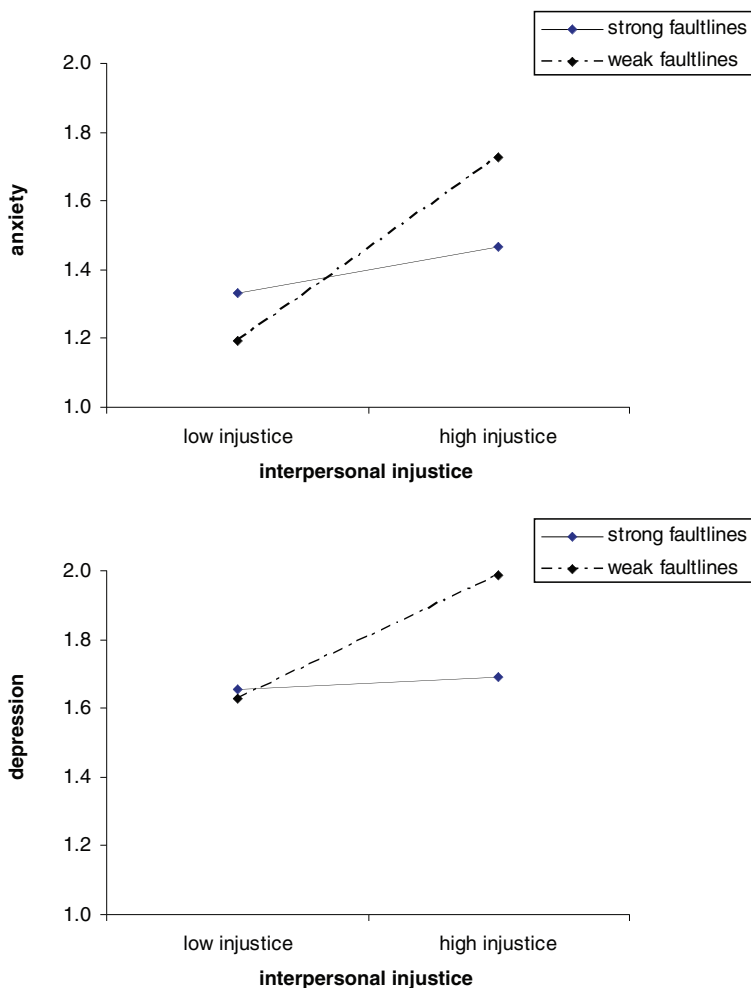 strong faultlines
weak faultlines
2.0
1.8
1.6
1.4
1.2
1.0
anxiety
low injustice high injustice
interpersonal injustice
strong faultlines
weak faultlines
2.0
1.8
1.6
1.4
1.2
1.0
depression
low injustice high injustice
interpersonal injustice